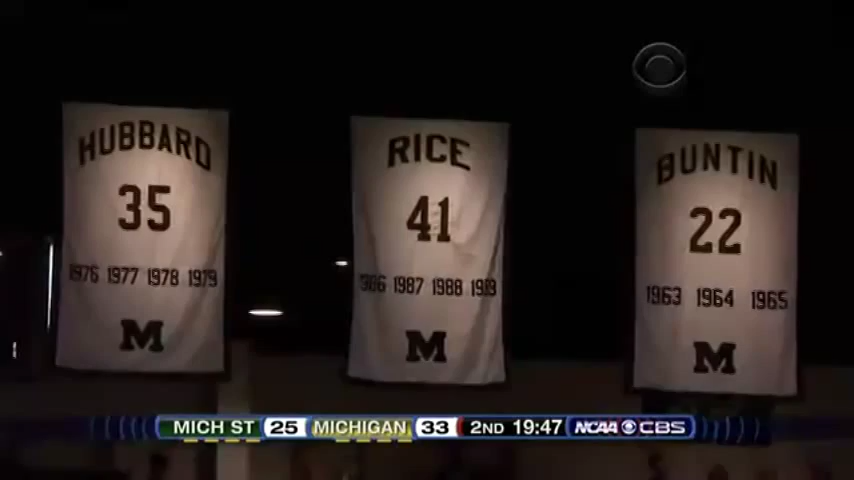 HUBBARD
35
1976 1977 1978 1979
M
RICE
41
1986 1987 1988 1989
M
BUNTIN
22
1963 1964 1965
M
MICH ST 25 MICHIGAN 33 2ND 19:47 NCAA CBS